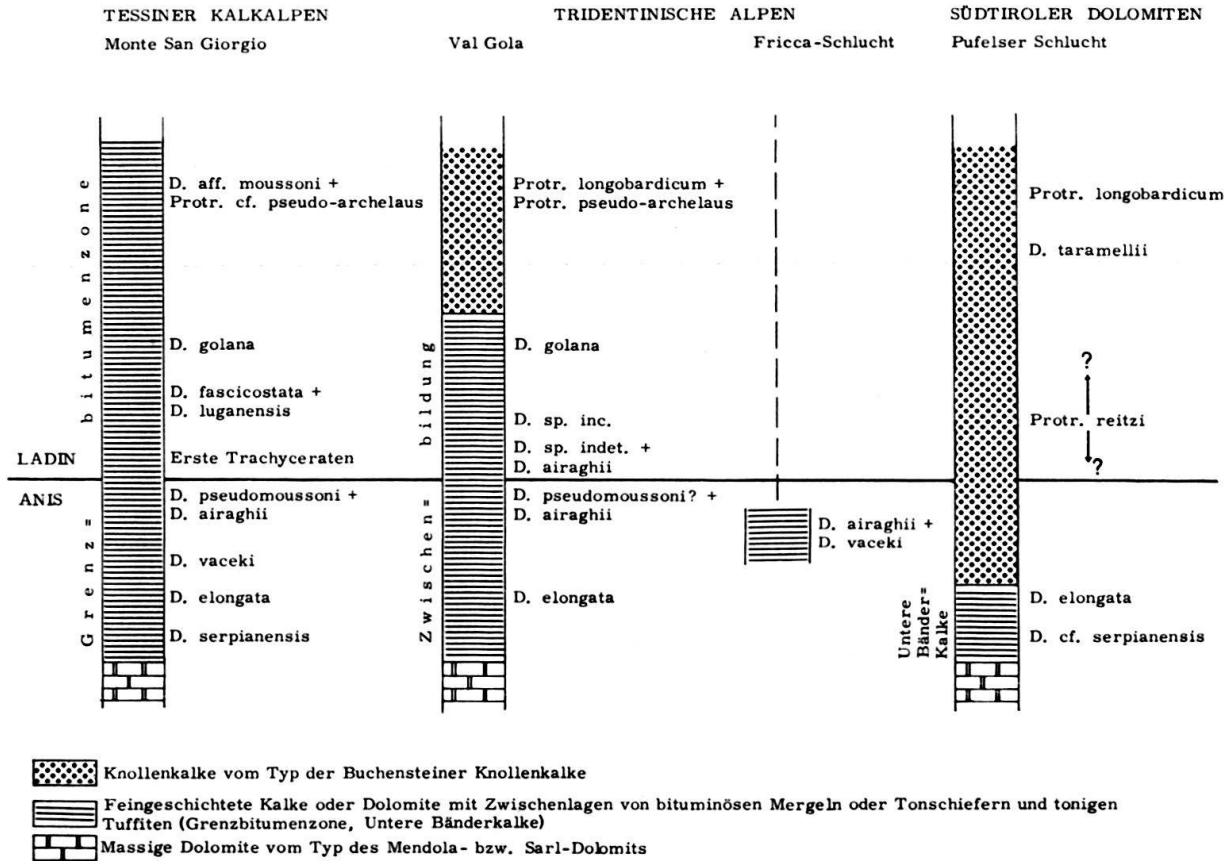 TESSINER KALKALPEN
TRIDENTINISCHE ALPEN
SÜDTIROLER DOLOMITEN
Monte San Giorgio
Val Gola
Fricca-Schlucht
Pufelser Schlucht
Grenz=
bitumenzone
D. aff. moussoni +
Protr. cf. pseudo-archelaus
D. golana
D. fascicostata +
D. luganensis
LADIN
Erste Trachyceraten
ANIS
D. pseudomoussoni +
D. airaghii
D. vaceki
D. elongata
D. serpianensis
Zwischen=
bildung
Protr. longobardicum +
Protr. pseudo-archelaus
D. golana
D. sp. inc.
D. sp. indet. +
D. airaghii
D. pseudomoussoni? +
D. airaghii
D. elongata
D. airaghii +
D. vaceki
Untere
Bänder=
Kalke
Protr. longobardicum
D. taramellii
?
Protr. reitzi
?
D. elongata
D. cf. serpianensis
Knollenkalke vom Typ der Buchensteiner Knollenkalke
Feingeschichtete Kalke oder Dolomite mit Zwischenlagen von bituminösen Mergeln oder Tonschiefern und tonigen
Tuffiten (Grenzbitumenzone, Untere Bänderkalke)
Massige Dolomite vom Typ des Mendola- bzw. Sarl-Dolomits